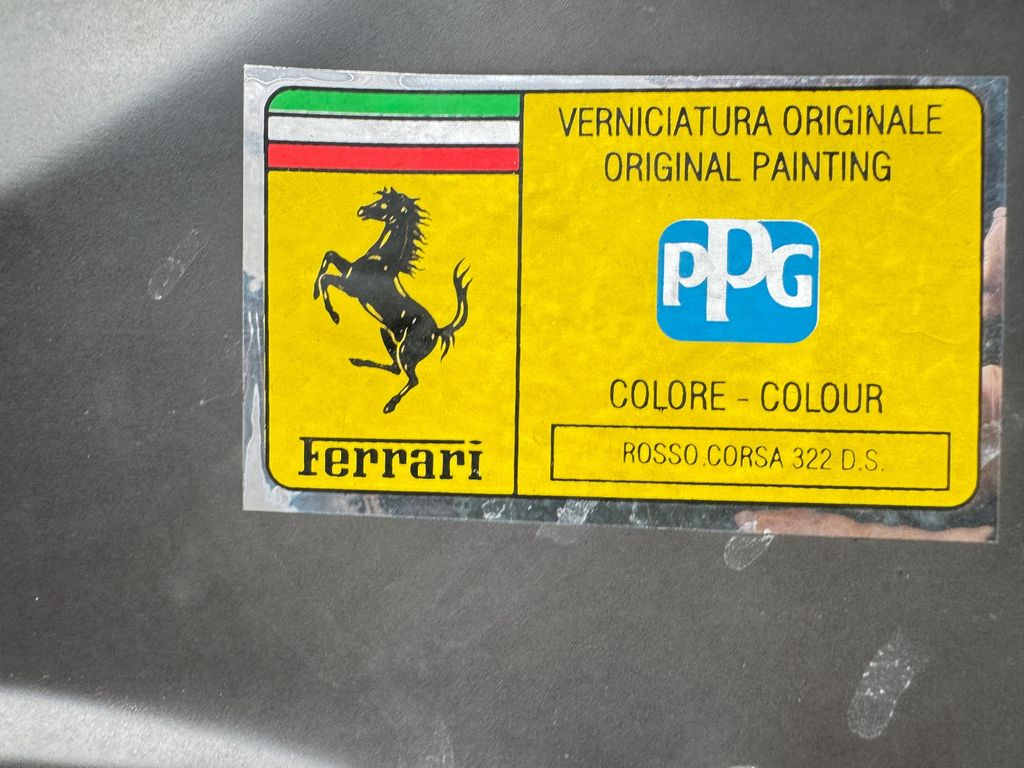 VERNICIATURA ORIGINALE
ORIGINAL PAINTING
PPG
COLORE - COLOUR
ROSSO.CORSA 322 D.S.
Ferrari